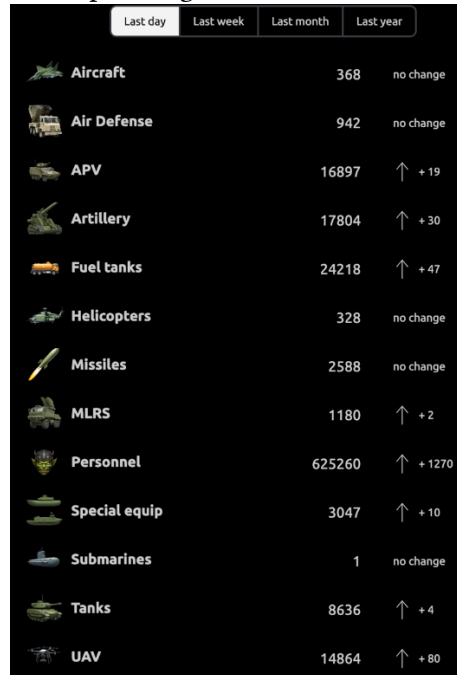 Last day Last week Last month Last year
Aircraft 368 no change
Air Defense 942 no change
APV 16897 ↑ + 19
Artillery 17804 ↑ + 30
Fuel tanks 24218 ↑ + 47
Helicopters 328 no change
Missiles 2588 no change
MLRS 1180 ↑ + 2
Personnel 625260 ↑ + 1270
Special equip 3047 ↑ + 10
Submarines 1 no change
Tanks 8636 ↑ + 4
UAV 14864 ↑ + 80